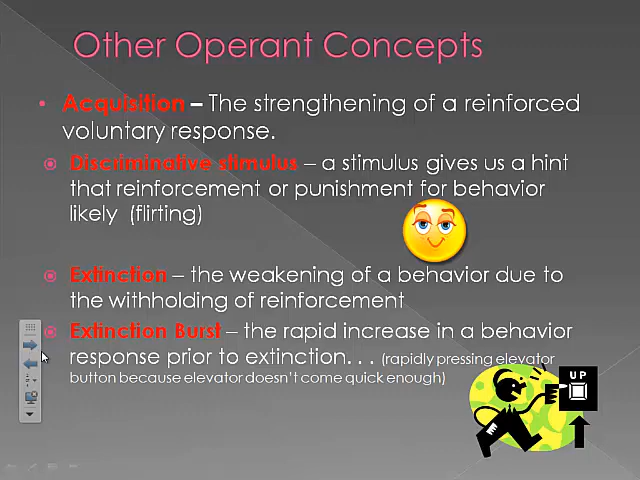 Other Operant Concepts
• Acquisition – The strengthening of a reinforced
voluntary response.
Discriminative stimulus – a stimulus gives us a hint
that reinforcement or punishment for behavior
likely (flirting)
Extinction – the weakening of a behavior due to
the withholding of reinforcement
Extinction Burst – the rapid increase in a behavior
response prior to extinction. . . (rapidly pressing elevator
button because elevator doesn't come quick enough)
UP